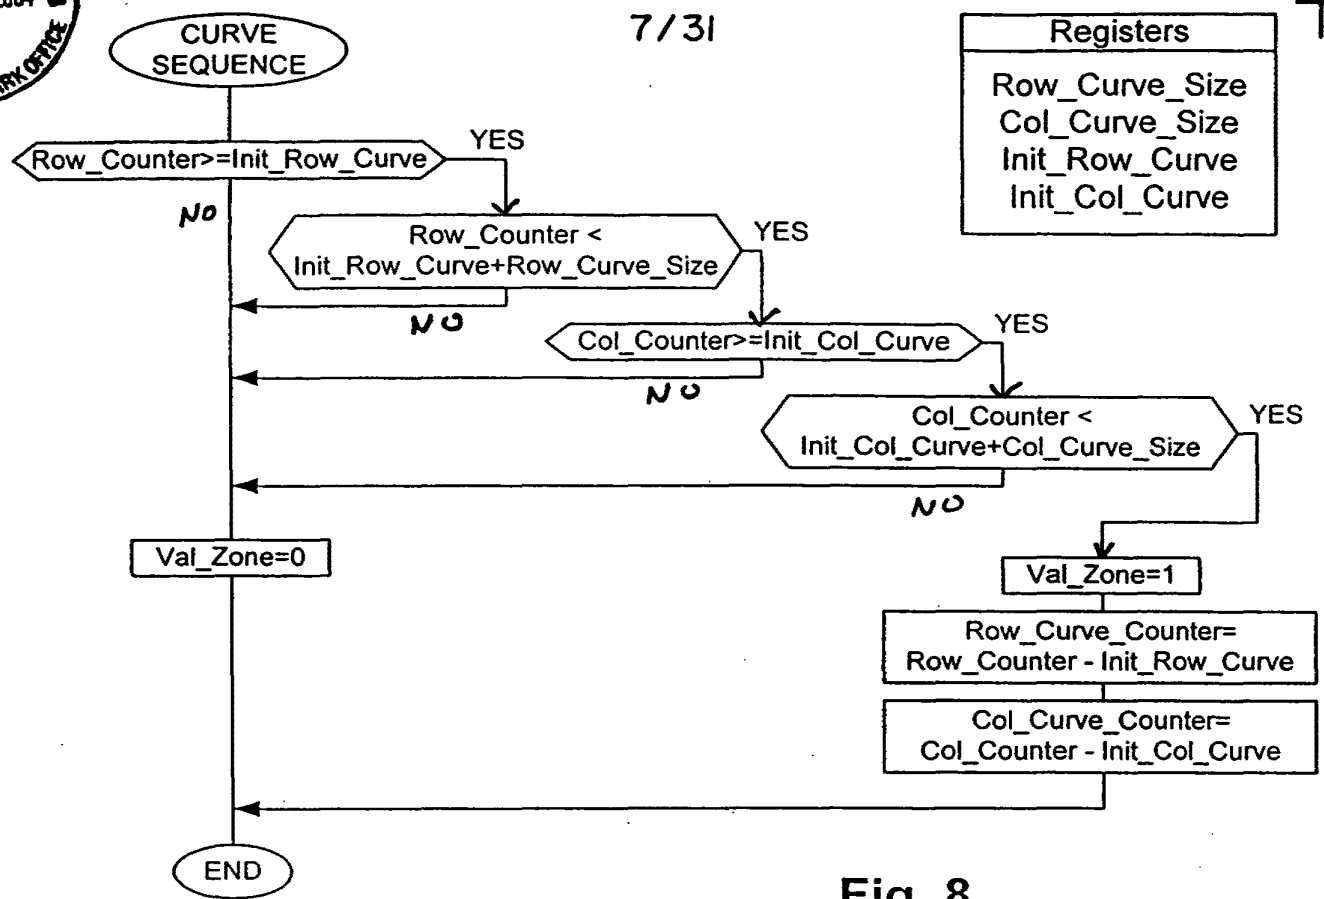 7/31
CURVE
SEQUENCE
Registers
Row_Curve_Size
Col_Curve_Size
Init_Row_Curve
Init_Col_Curve
Row_Counter>=Init_Row_Curve
YES
NO
Row_Counter <
Init_Row_Curve+Row_Curve_Size
YES
NO
Col_Counter>=Init_Col_Curve
YES
NO
Col_Counter <
Init_Col_Curve+Col_Curve_Size
YES
NO
Val_Zone=0
Val_Zone=1
Row_Curve_Counter=
Row_Counter - Init_Row_Curve
Col_Curve_Counter=
Col_Counter - Init_Col_Curve
END
Fig. 8
OFFICE